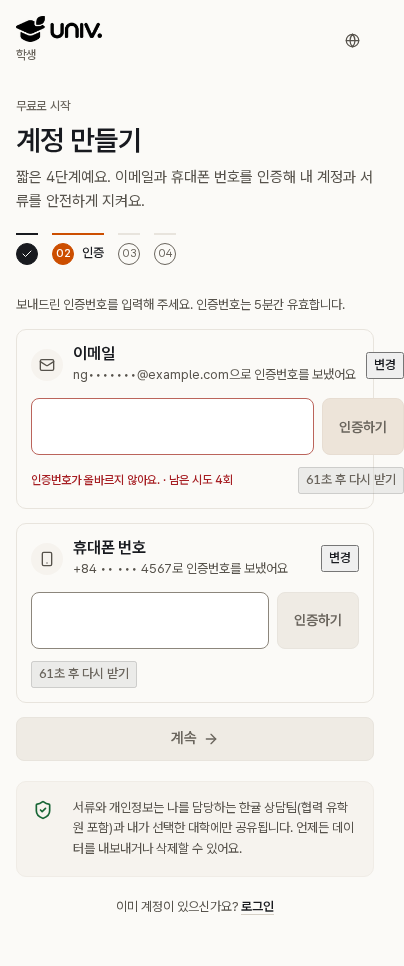 univ.
학생
무료로 시작
계정 만들기
짧은 4단계예요. 이메일과 휴대폰 번호를 인증해 내 계정과 서
류를 안전하게 지켜요.
02 인증 03 04
보내드린 인증번호를 입력해 주세요. 인증번호는 5분간 유효합니다.
이메일
ng•••••••@example.com으로 인증번호를 보냈어요
변경
인증하기
인증번호가 올바르지 않아요. · 남은 시도 4회
61초 후 다시 받기
휴대폰 번호
+84 •• ••• 4567로 인증번호를 보냈어요
변경
인증하기
61초 후 다시 받기
계속 →
서류와 개인정보는 나를 담당하는 한귤 상담팀(협력 유학
원 포함)과 내가 선택한 대학에만 공유됩니다. 언제든 데이
터를 내보내거나 삭제할 수 있어요.
이미 계정이 있으신가요? 로그인